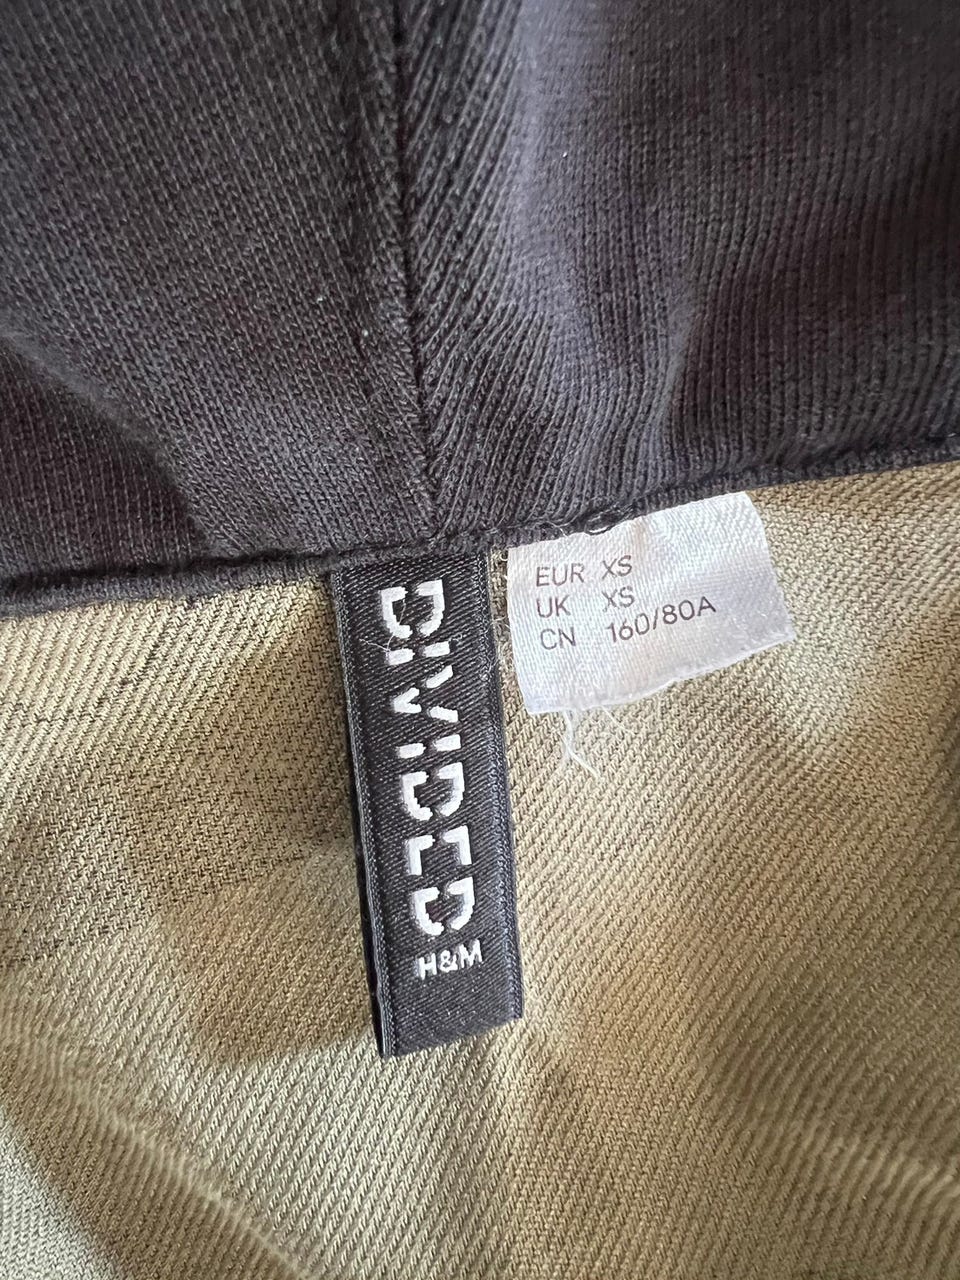 DIVIDED
H&M
EUR XS
UK XS
CN 160/80A